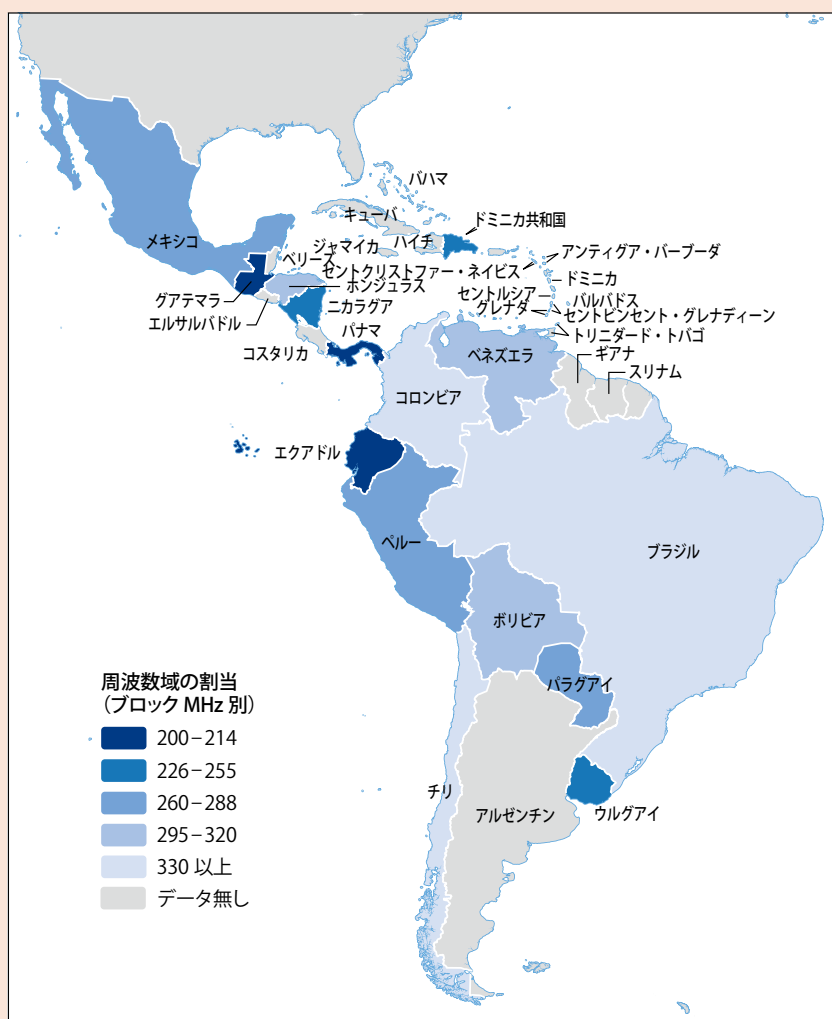 バハマ
キューバ
ドミニカ共和国
メキシコ
ジャマイカ
ハイチ
アンティグア・バーブーダ
ベリーズ
セントクリストファー・ネイビス
ドミニカ
ホンジュラス
グアテマラ
セントルシア
バルバドス
ニカラグア
グレナダ
セントビンセント・グレナディーン
エルサルバドル
パナマ
トリニダード・トバゴ
コスタリカ
ベネズエラ
ギアナ
スリナム
コロンビア
エクアドル
ペルー
ブラジル
ボリビア
パラグアイ
チリ
アルゼンチン
ウルグアイ
周波数域の割当
（ブロック MHz 別）
200–214
226–255
260–288
295–320
330 以上
データ無し